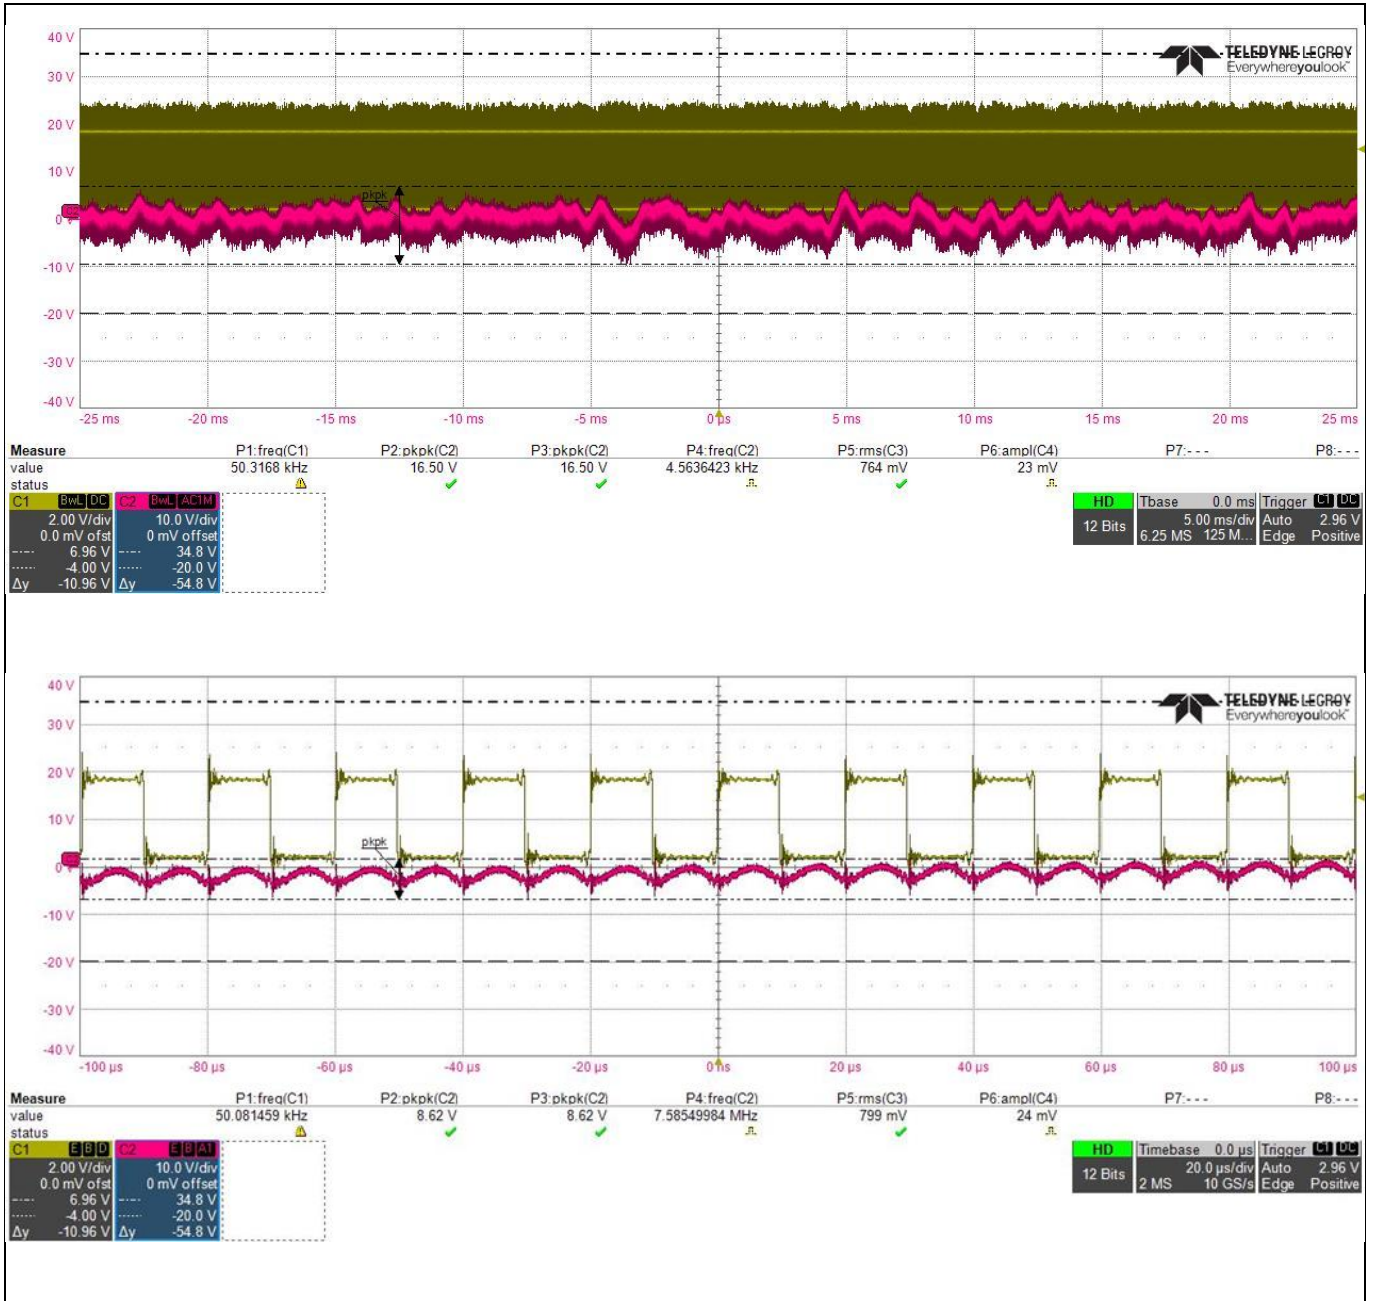 40 V
TELEDYNE LECROY
Everywhereyoulook™
30 V
20 V
10 V
pkpk
C2
0 V
-10 V
-20 V
-30 V
-40 V
-25 ms -20 ms -15 ms -10 ms -5 ms 0 ps 5 ms 10 ms 15 ms 20 ms 25 ms
Measure P1:freq(C1) P2:pkpk(C2) P3:pkpk(C2) P4:freq(C2) P5:rms(C3) P6:ampl(C4) P7:- - - P8:- - -
value 50.3168 kHz 16.50 V 16.50 V 4.5636423 kHz 764 mV 23 mV
status
C1 BwL DC C2 BwL AC1M HD Tbase 0.0 ms Trigger C1 DC
2.00 V/div 10.0 V/div 12 Bits 5.00 ms/div Auto 2.96 V
0.0 mV ofst 0 mV offset 6.25 MS 125 M... Edge Positive
6.96 V 34.8 V
-4.00 V -20.0 V
Δy -10.96 V Δy -54.8 V
40 V
TELEDYNE LECROY
Everywhereyoulook™
30 V
20 V
10 V
pkpk
C2
0 V
-10 V
-20 V
-30 V
-40 V
-100 µs -80 µs -60 µs -40 µs -20 µs 0 ns 20 µs 40 µs 60 µs 80 µs 100 µs
Measure P1:freq(C1) P2:pkpk(C2) P3:pkpk(C2) P4:freq(C2) P5:rms(C3) P6:ampl(C4) P7:- - - P8:- - -
value 50.081459 kHz 8.62 V 8.62 V 7.58549984 MHz 799 mV 24 mV
status
C1 E B D C2 E B A1 HD Timebase 0.0 µs Trigger C1 DC
2.00 V/div 10.0 V/div 12 Bits 20.0 µs/div Auto 2.96 V
0.0 mV ofst 0 mV offset 2 MS 10 GS/s Edge Positive
6.96 V 34.8 V
-4.00 V -20.0 V
Δy -10.96 V Δy -54.8 V